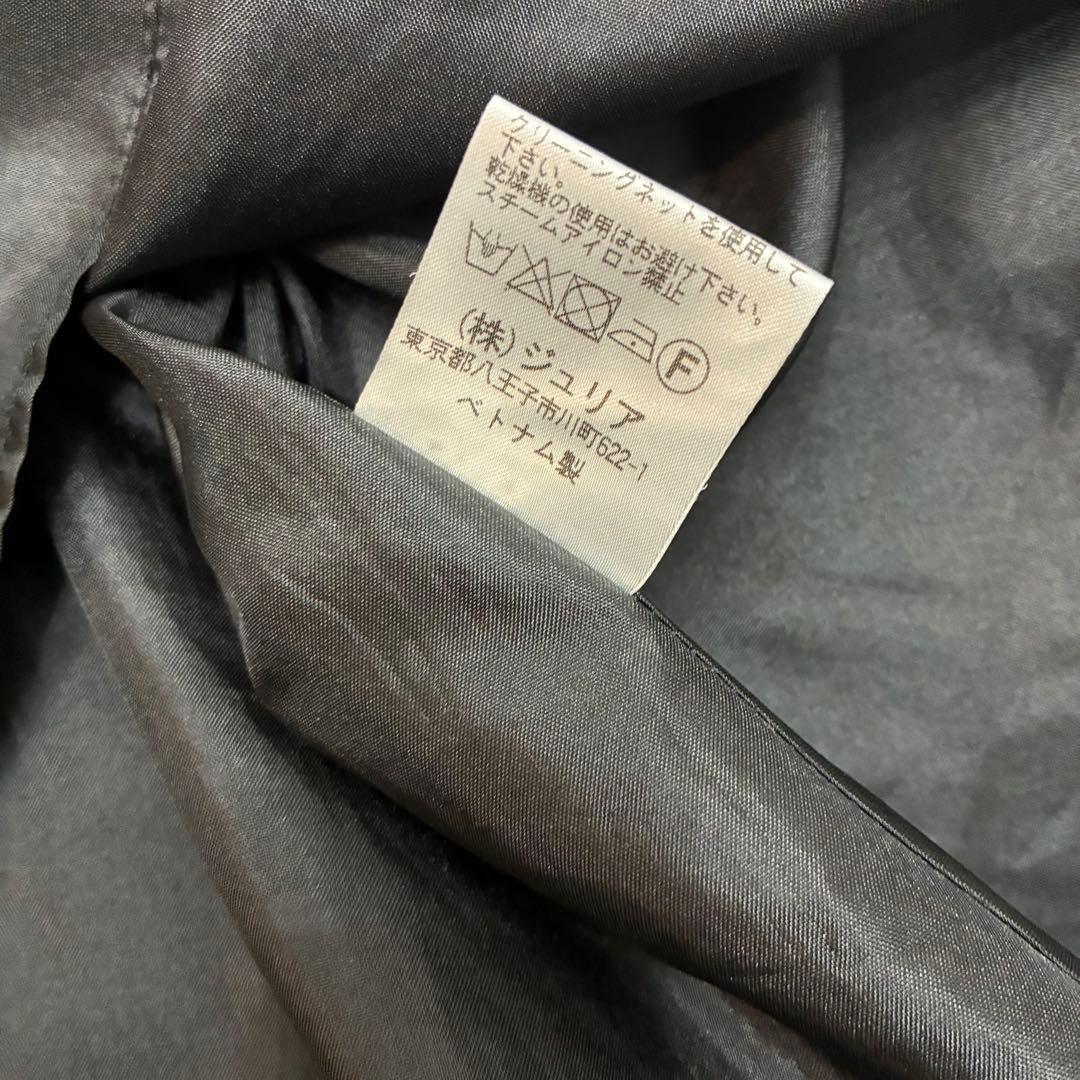 クリーニングネットを使用して
下さい。
乾燥機の使用はお避け下さい。
スチームアイロン禁止
F
(株)ジュリア
東京都八王子市川町622-1
ベトナム製